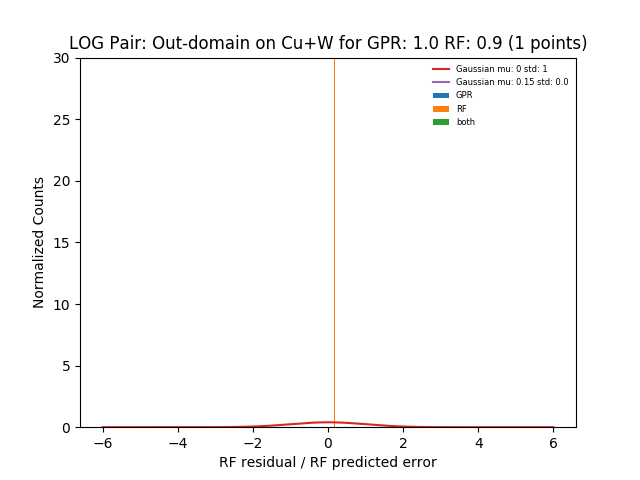 LOG Pair: Out-domain on Cu+W for GPR: 1.0 RF: 0.9 (1 points)
Gaussian mu: 0 std: 1
Gaussian mu: 0.15 std: 0.0
GPR
RF
both
Normalized Counts
30
25
20
15
10
5
0
−6 −4 −2 0 2 4 6
RF residual / RF predicted error